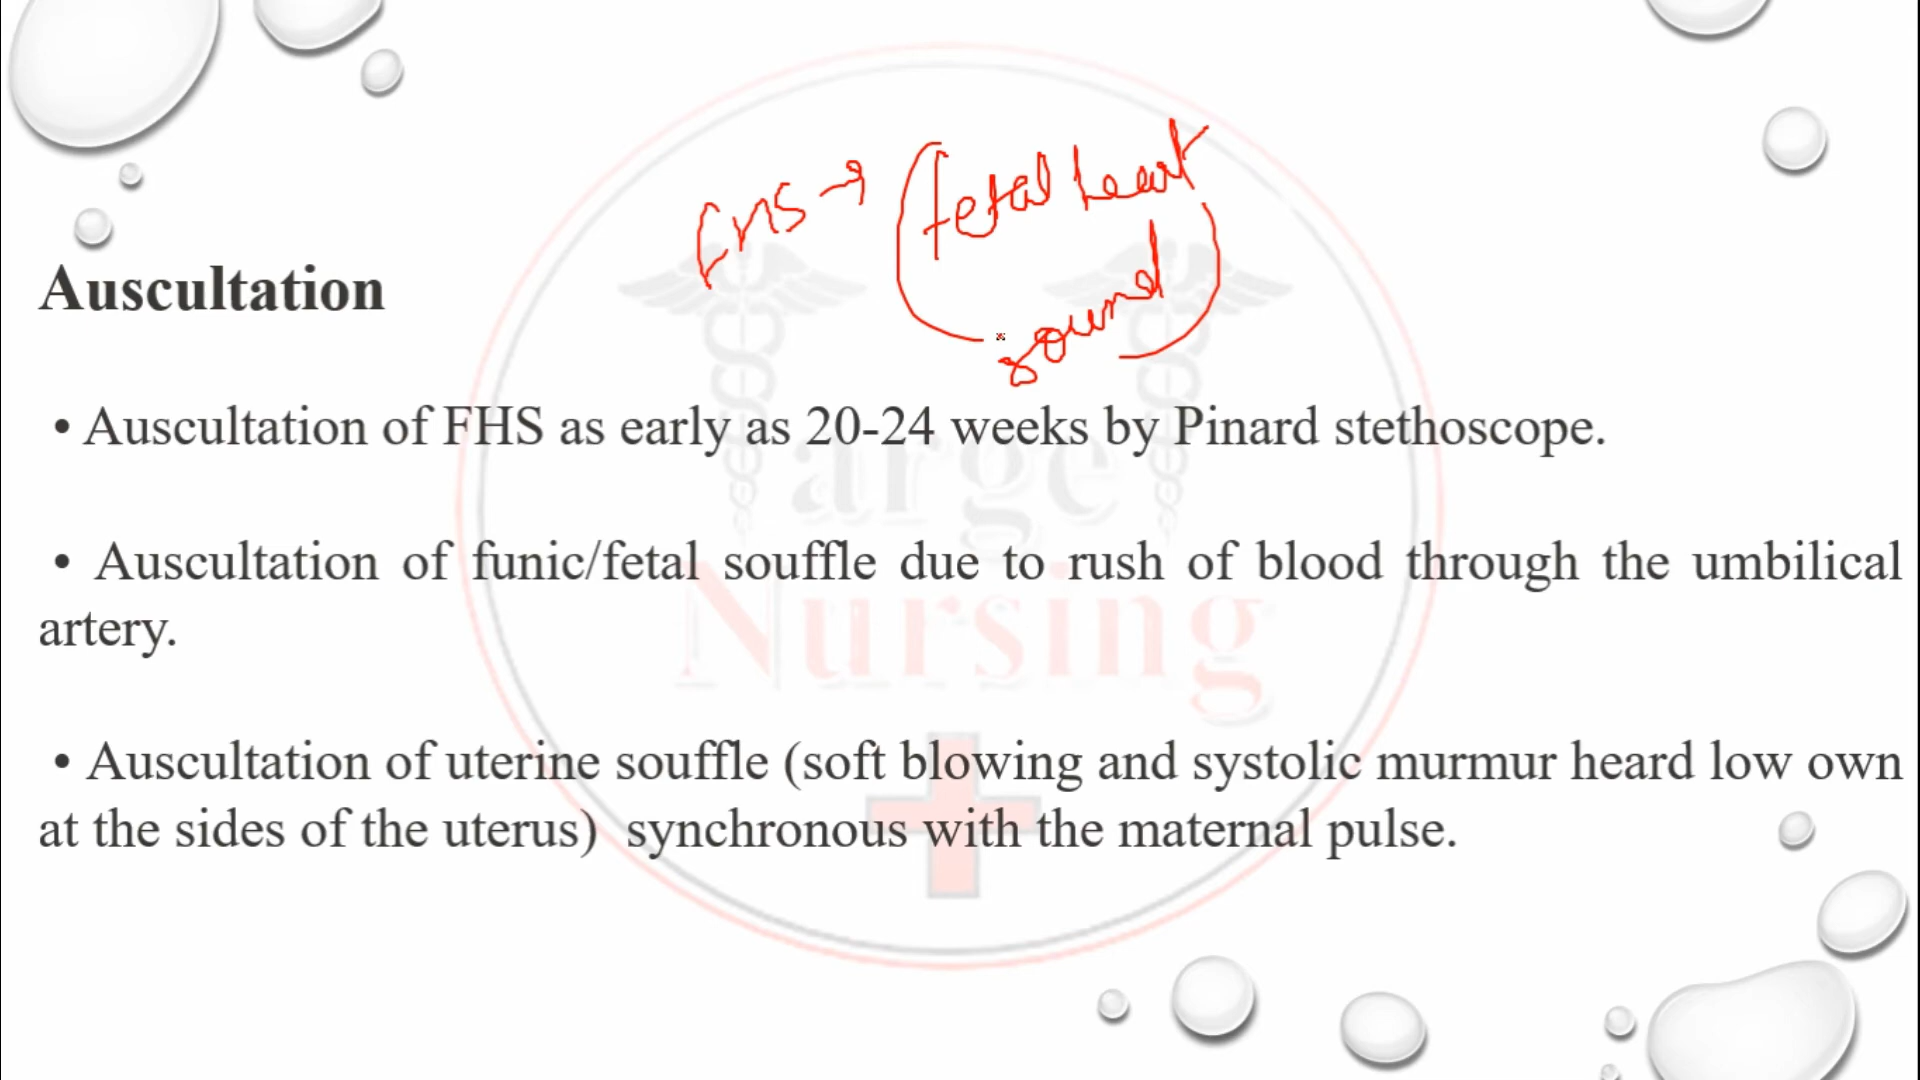 FHS → (fetal heart
sound)
Auscultation
• Auscultation of FHS as early as 20-24 weeks by Pinard stethoscope.
• Auscultation of funic/fetal souffle due to rush of blood through the umbilical
artery.
• Auscultation of uterine souffle (soft blowing and systolic murmur heard low own
at the sides of the uterus) synchronous with the maternal pulse.
arge
Nursing